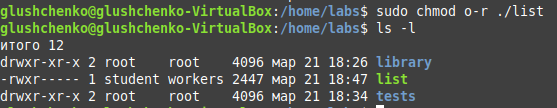 glushchenko@glushchenko-VirtualBox:/home/labs$ sudo chmod o-r ./list
glushchenko@glushchenko-VirtualBox:/home/labs$ ls -l
итого 12
drwxr-xr-x 2 root    root    4096 мар 21 18:26 library
-rwxr----- 1 student workers 2447 мар 21 18:47 list
drwxr-xr-x 2 root    root    4096 мар 21 18:34 tests